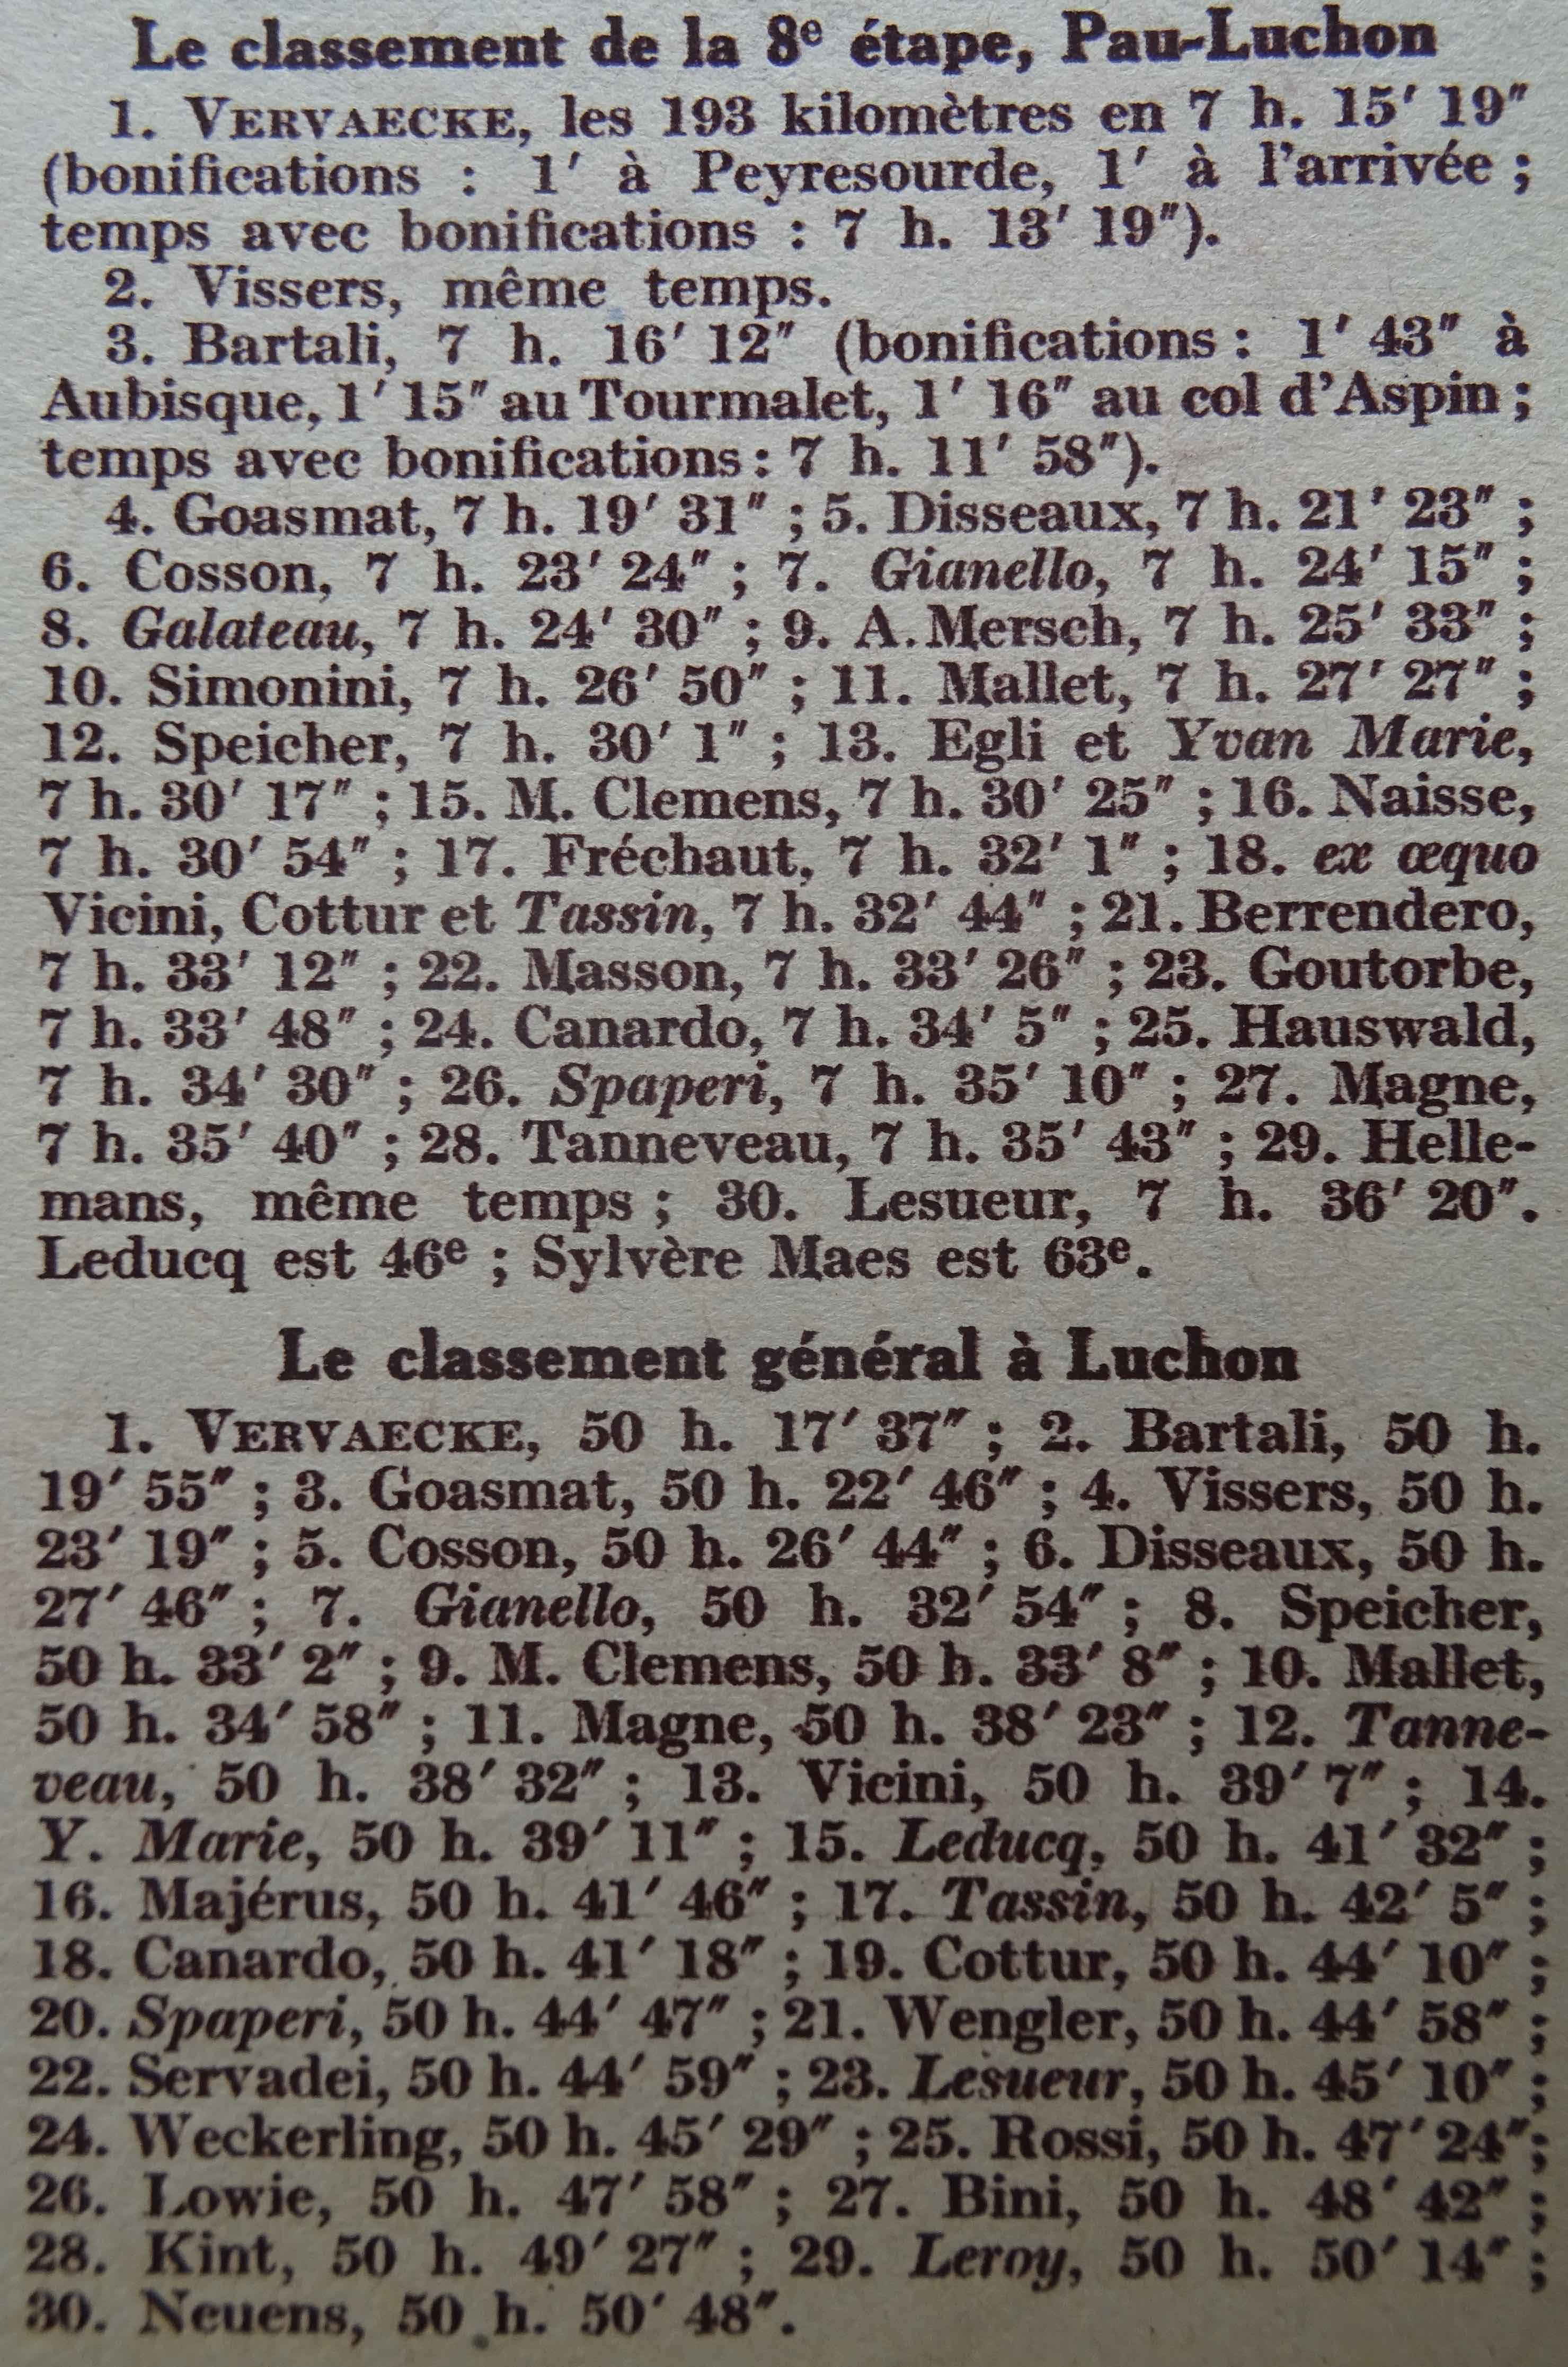 Le classement de la 8e étape, Pau-Luchon
1. VERVAECKE, les 193 kilomètres en 7 h. 15′ 19″
(bonifications : 1′ à Peyresourde, 1′ à l'arrivée ;
temps avec bonifications : 7 h. 13′ 19″).
2. Vissers, même temps.
3. Bartali, 7 h. 16′ 12″ (bonifications : 1′ 43″ à
Aubisque, 1′ 15″ au Tourmalet, 1′ 16″ au col d'Aspin ;
temps avec bonifications : 7 h. 11′ 58″).
4. Goasmat, 7 h. 19′ 31″ ; 5. Disseaux, 7 h. 21′ 23″ ;
6. Cosson, 7 h. 23′ 24″ ; 7. Gianello, 7 h. 24′ 15″ ;
8. Galateau, 7 h. 24′ 30″ ; 9. A. Mersch, 7 h. 25′ 33″ ;
10. Simonini, 7 h. 26′ 50″ ; 11. Mallet, 7 h. 27′ 27″ ;
12. Speicher, 7 h. 30′ 1″ ; 13. Egli et Yvan Marie,
7 h. 30′ 17″ ; 15. M. Clemens, 7 h. 30′ 25″ ; 16. Naisse,
7 h. 30′ 54″ ; 17. Fréchaut, 7 h. 32′ 1″ ; 18. ex œquo
Vicini, Cottur et Tassin, 7 h. 32′ 44″ ; 21. Berrendero,
7 h. 33′ 12″ ; 22. Masson, 7 h. 33′ 26″ ; 23. Goutorbe,
7 h. 33′ 48″ ; 24. Canardo, 7 h. 34′ 5″ ; 25. Hauswald,
7 h. 34′ 30″ ; 26. Spaperi, 7 h. 35′ 10″ ; 27. Magne,
7 h. 35′ 40″ ; 28. Tanneveau, 7 h. 35′ 43″ ; 29. Helle-
mans, même temps ; 30. Lesueur, 7 h. 36′ 20″.
Leducq est 46e ; Sylvère Maes est 63e.
Le classement général à Luchon
1. VERVAECKE, 50 h. 17′ 37″ ; 2. Bartali, 50 h.
19′ 55″ ; 3. Goasmat, 50 h. 22′ 46″ ; 4. Vissers, 50 h.
23′ 19″ ; 5. Cosson, 50 h. 26′ 44″ ; 6. Disseaux, 50 h.
27′ 46″ ; 7. Gianello, 50 h. 32′ 54″ ; 8. Speicher,
50 h. 33′ 2″ ; 9. M. Clemens, 50 h. 33′ 8″ ; 10. Mallet,
50 h. 34′ 58″ ; 11. Magne, 50 h. 38′ 23″ ; 12. Tanne-
veau, 50 h. 38′ 32″ ; 13. Vicini, 50 h. 39′ 7″ ; 14.
Y. Marie, 50 h. 39′ 11″ ; 15. Leducq, 50 h. 41′ 32″ ;
16. Majérus, 50 h. 41′ 46″ ; 17. Tassin, 50 h. 42′ 5″ ;
18. Canardo, 50 h. 41′ 18″ ; 19. Cottur, 50 h. 44′ 10″ ;
20. Spaperi, 50 h. 44′ 47″ ; 21. Wengler, 50 h. 44′ 58″ ;
22. Servadei, 50 h. 44′ 59″ ; 23. Lesueur, 50 h. 45′ 10″ ;
24. Weckerling, 50 h. 45′ 29″ ; 25. Rossi, 50 h. 47′ 24″ ;
26. Lowie, 50 h. 47′ 58″ ; 27. Bini, 50 h. 48′ 42″ ;
28. Kint, 50 h. 49′ 27″ ; 29. Leroy, 50 h. 50′ 14″ ;
30. Neuens, 50 h. 50′ 48″.